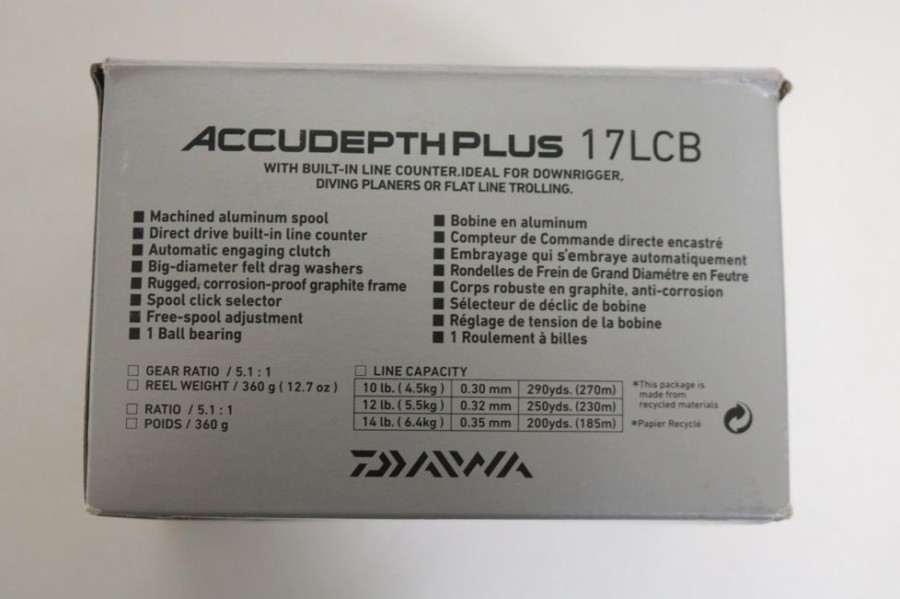 ACCUDEPTH PLUS 17LCB
WITH BUILT-IN LINE COUNTER.IDEAL FOR DOWNRIGGER,
DIVING PLANERS OR FLAT LINE TROLLING.
■ Machined aluminum spool
■ Direct drive built-in line counter
■ Automatic engaging clutch
■ Big-diameter felt drag washers
■ Rugged, corrosion-proof graphite frame
■ Spool click selector
■ Free-spool adjustment
■ 1 Ball bearing
■ Bobine en aluminum
■ Compteur de Commande directe encastré
■ Embrayage qui s'embraye automatiquement
■ Rondelles de Frein de Grand Diamétre en Feutre
■ Corps robuste en graphite, anti-corrosion
■ Sélecteur de déclic de bobine
■ Réglage de tension de la bobine
■ 1 Roulement à billes
□ GEAR RATIO / 5.1 : 1
□ REEL WEIGHT / 360 g ( 12.7 oz )
□ RATIO / 5.1 : 1
□ POIDS / 360 g
□ LINE CAPACITY
10 lb. ( 4.5kg ) 0.30 mm 290yds. (270m)
12 lb. ( 5.5kg ) 0.32 mm 250yds. (230m)
14 lb. ( 6.4kg ) 0.35 mm 200yds. (185m)
*This package is
made from
recycled materials
*Papier Recyclé
DAIWA